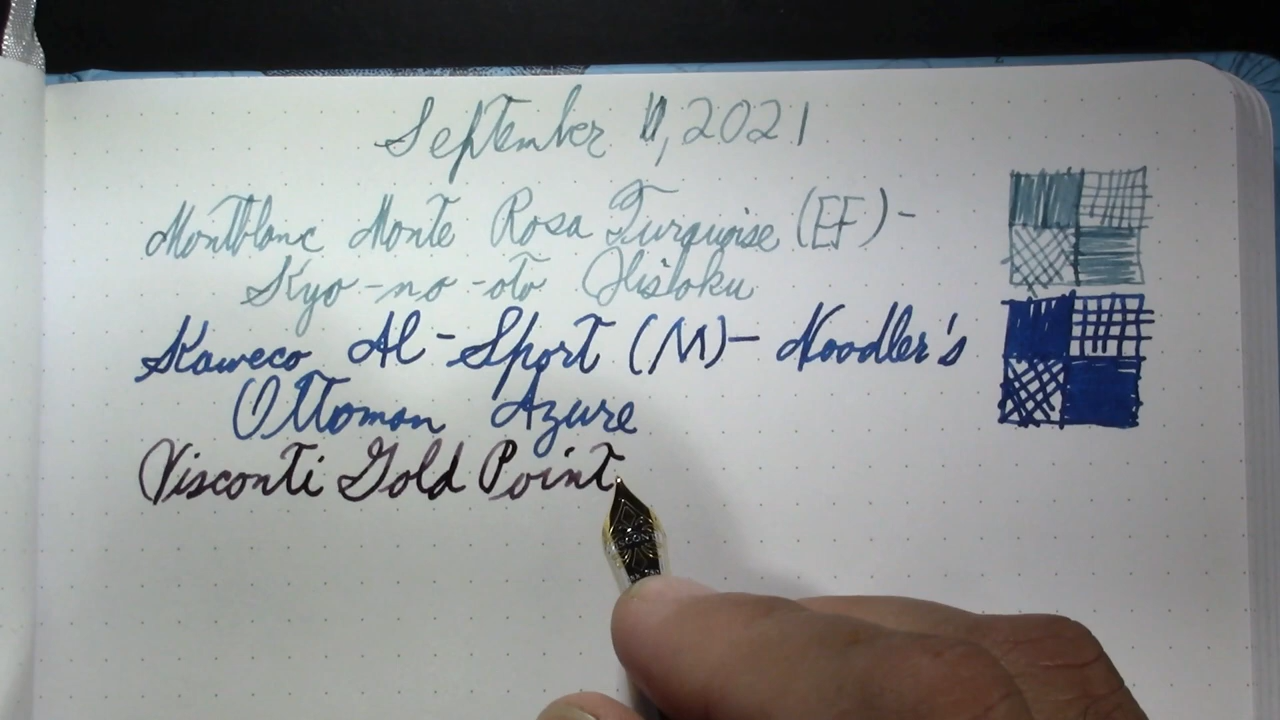 September 11, 2021
Montblanc Monte Rosa Turquoise (EF) -
Kyo-no-oto Hisoku
Kaweco Al-Sport (M) - Noodler's
Ottoman Azure
Visconti Gold Point